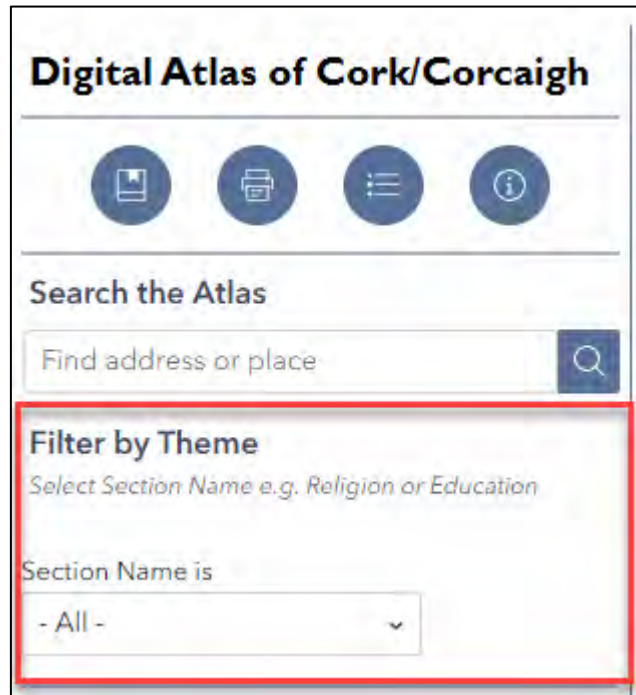 Digital Atlas of Cork/Corcaigh
Search the Atlas
Find address or place
Filter by Theme
Select Section Name e.g. Religion or Education
Section Name is
- All -